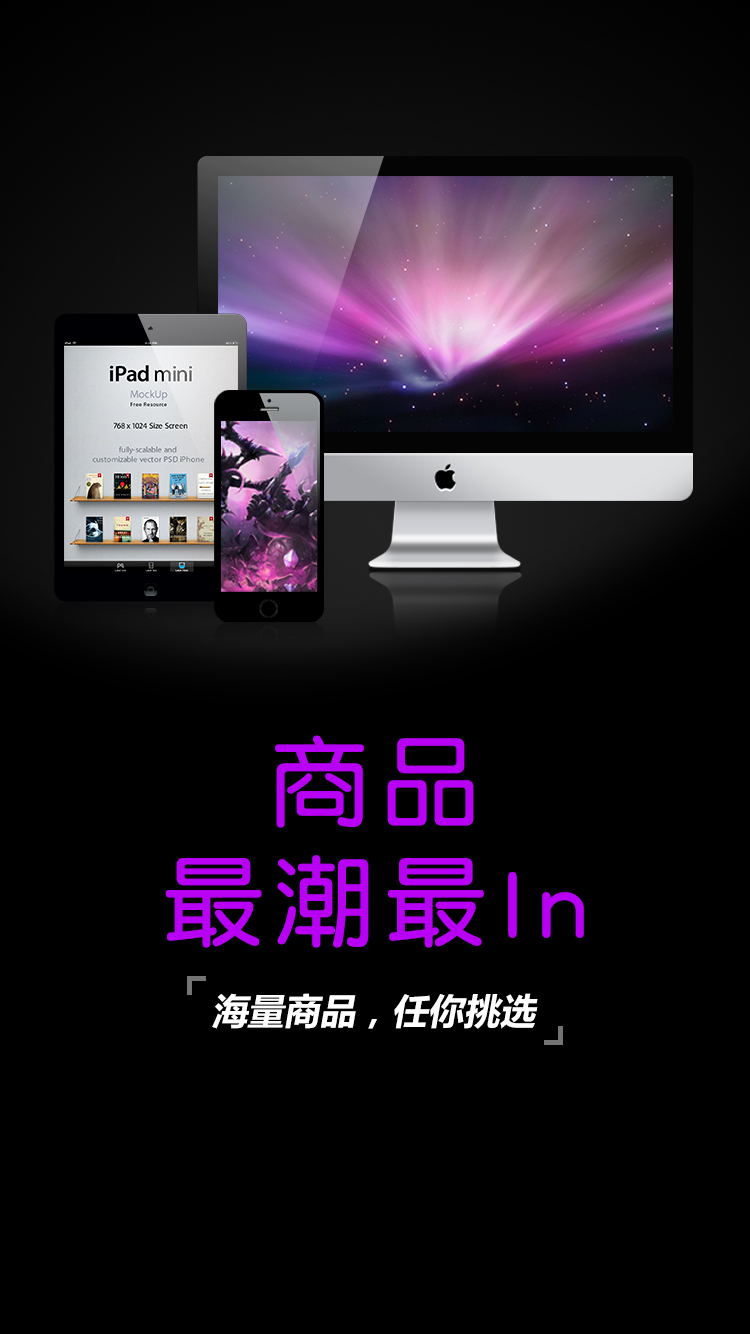 iPad mini
MockUp
Free Resource
768 x 1024 Size Screen
fully-scalable and
customizable vector PSD iPhone
商品
最潮最In
海量商品，任你挑选